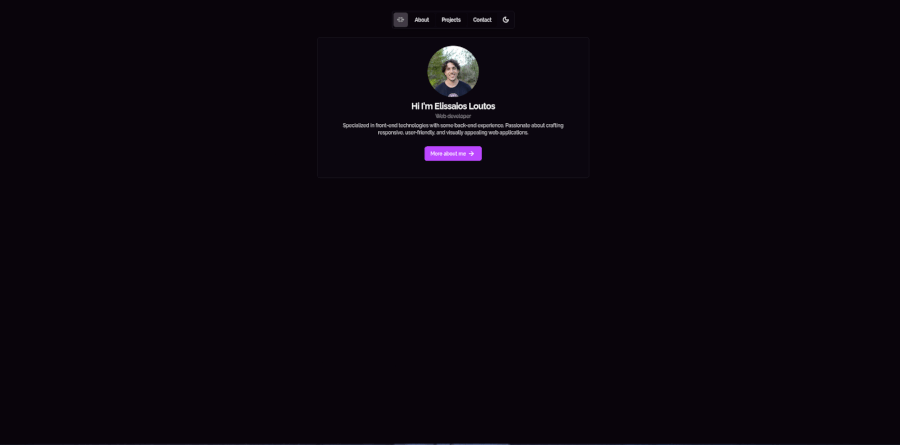 About Projects Contact
Hi I'm Elissaios Loutos
Web developer
Specialized in front-end technologies with some back-end experience. Passionate about crafting
responsive, user-friendly, and visually appealing web applications.
More about me